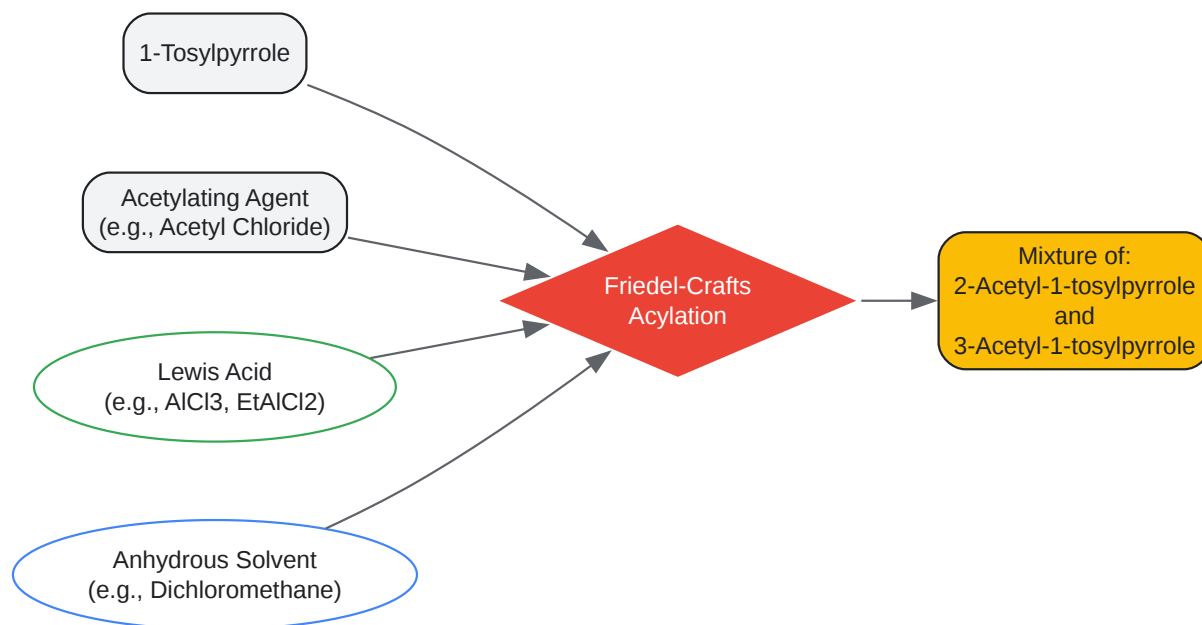 1-Tosylpyrrole
Acetylating Agent
(e.g., Acetyl Chloride)
Lewis Acid
(e.g., AlCl3, EtAlCl2)
Anhydrous Solvent
(e.g., Dichloromethane)
Friedel-Crafts
Acylation
Mixture of:
2-Acetyl-1-tosylpyrrole
and
3-Acetyl-1-tosylpyrrole